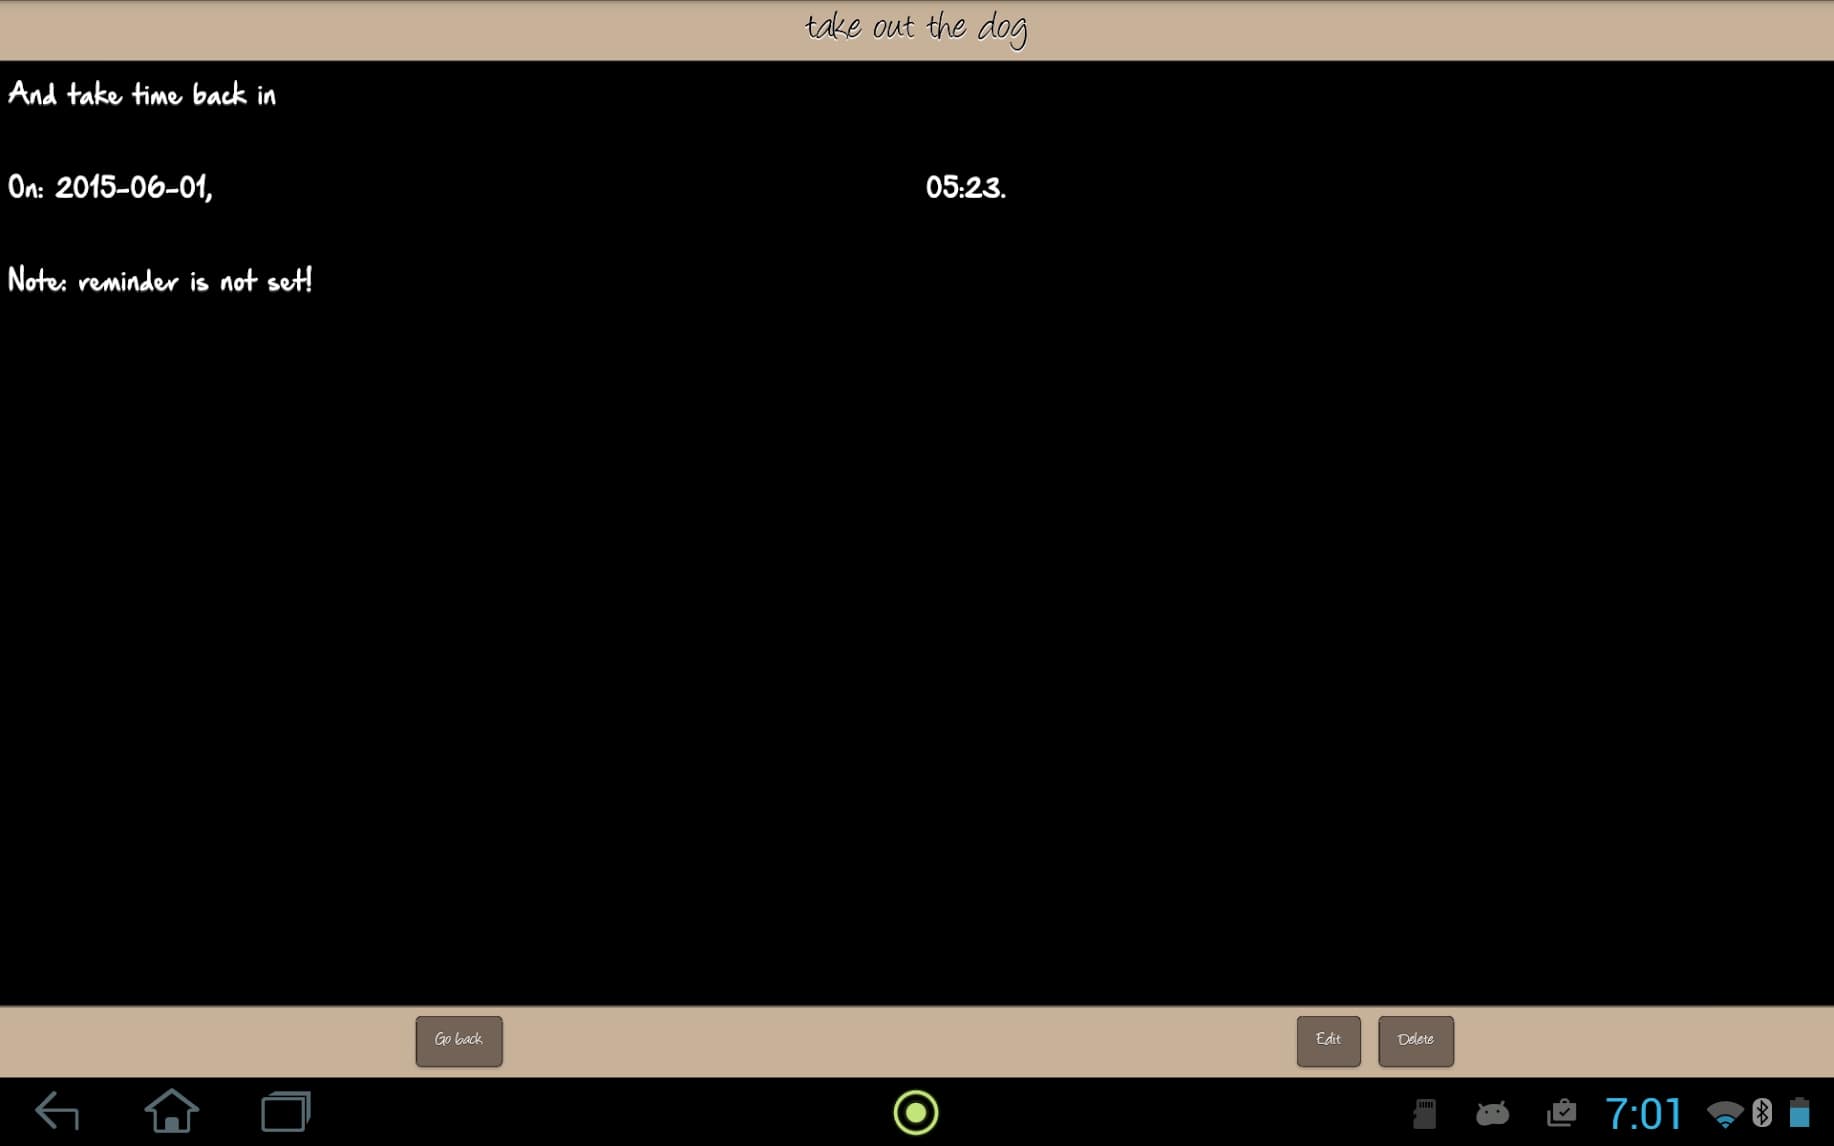 take out the dog
And take time back in
On: 2015-06-01, 05:23.
Note: reminder is not set!
Go back Edit Delete
7:01